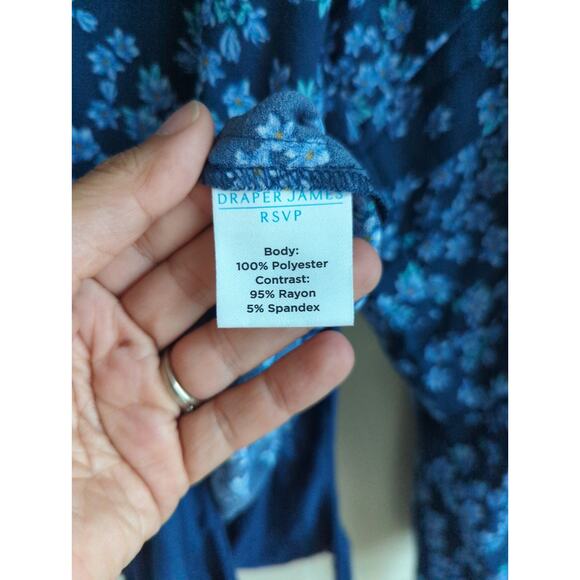 DRAPER JAMES
RSVP
Body:
100% Polyester
Contrast:
95% Rayon
5% Spandex